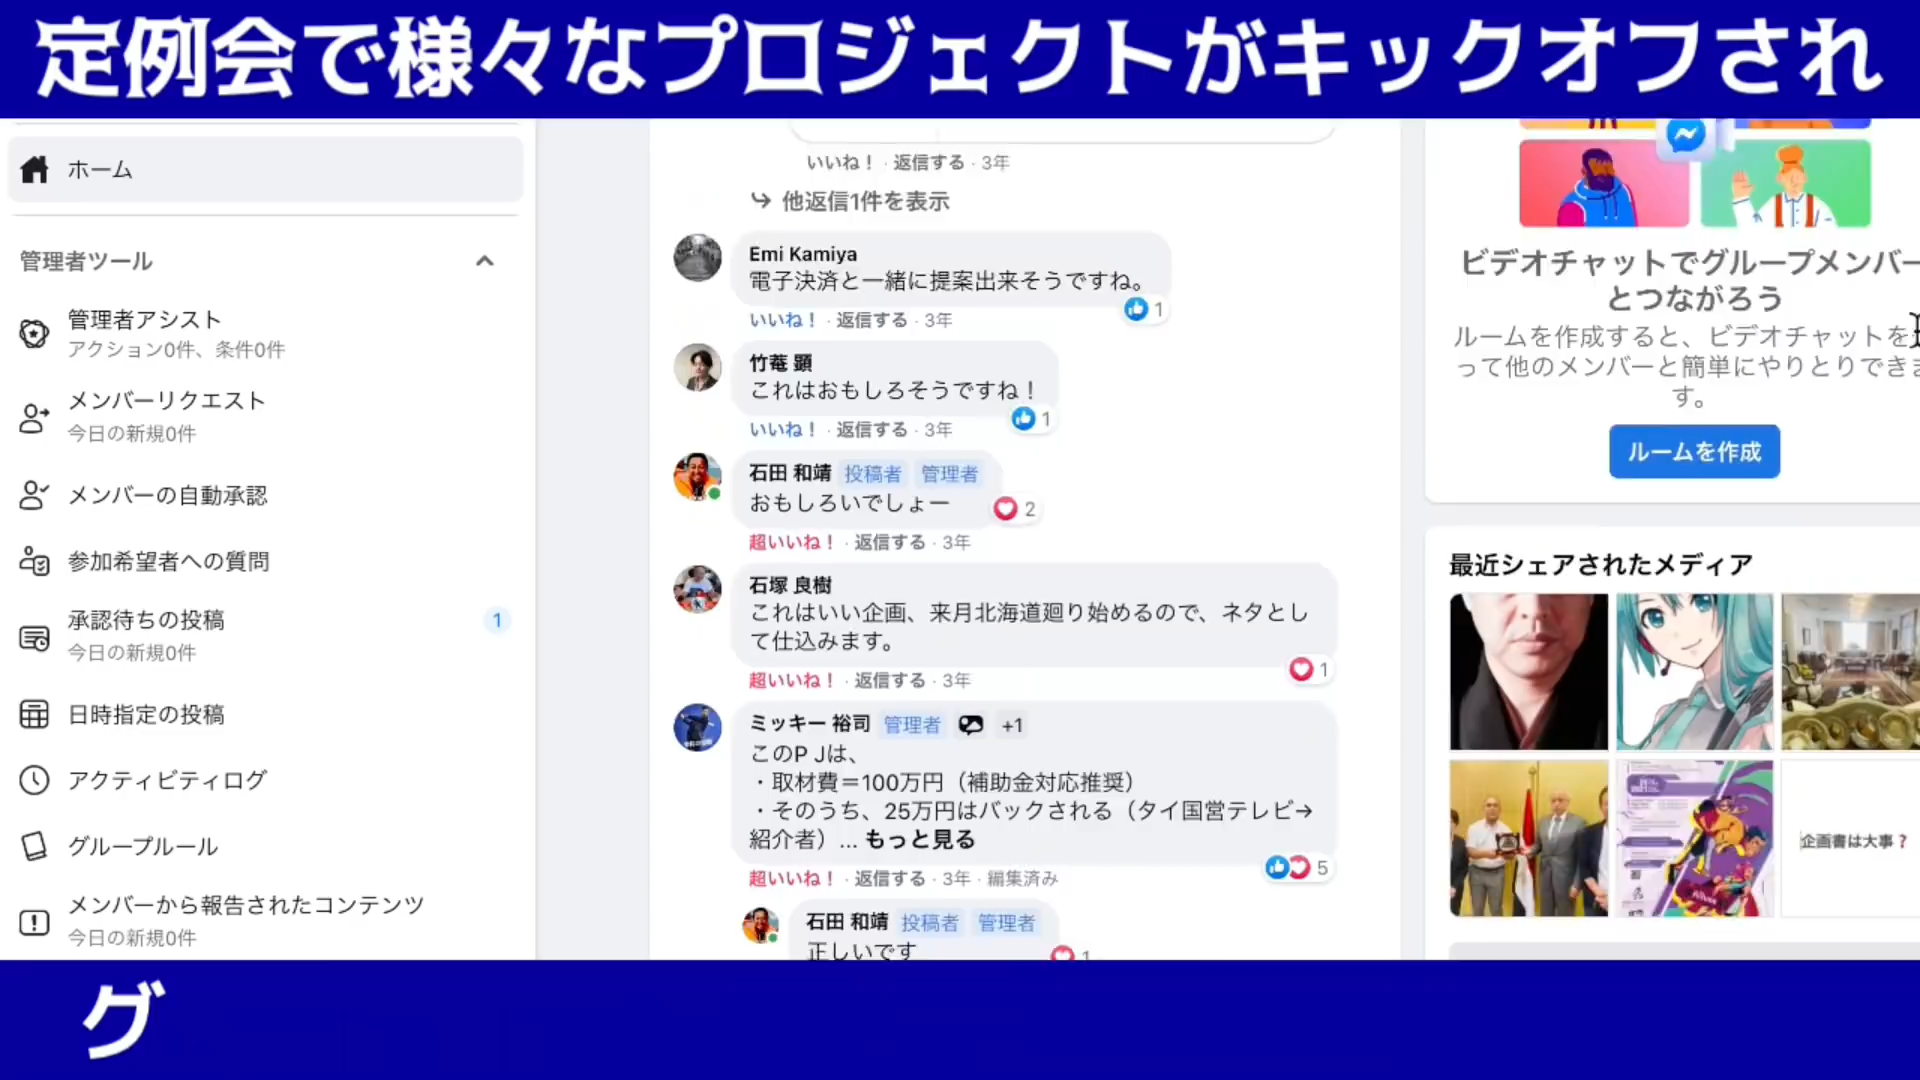 定例会で様々なプロジェクトがキックオフされ
ホーム
管理者ツール
管理者アシスト
アクション0件、条件0件
メンバーリクエスト
今日の新規0件
メンバーの自動承認
参加希望者への質問
承認待ちの投稿
1
今日の新規0件
日時指定の投稿
アクティビティログ
グループルール
メンバーから報告されたコンテンツ
今日の新規0件
いいね！ · 返信する · 3年
他返信1件を表示
Emi Kamiya
電子決済と一緒に提案出来そうですね。
1
いいね！ · 返信する · 3年
竹菴 顕
これはおもしろそうですね！
1
いいね！ · 返信する · 3年
石田 和靖 投稿者 管理者
おもしろいでしょー
2
超いいね！ · 返信する · 3年
石塚 良樹
これはいい企画、来月北海道廻り始めるので、ネタとし
て仕込みます。
1
超いいね！ · 返信する · 3年
ミッキー 裕司 管理者 +1
このP Jは、
・取材費＝100万円（補助金対応推奨）
・そのうち、25万円はバックされる（タイ国営テレビ→
紹介者）... もっと見る
5
超いいね！ · 返信する · 3年 · 編集済み
石田 和靖 投稿者 管理者
正しいです
1
ビデオチャットでグループメンバー
とつながろう
ルームを作成すると、ビデオチャットを
って他のメンバーと簡単にやりとりできま
す。
ルームを作成
最近シェアされたメディア
企画書は大事？
グ